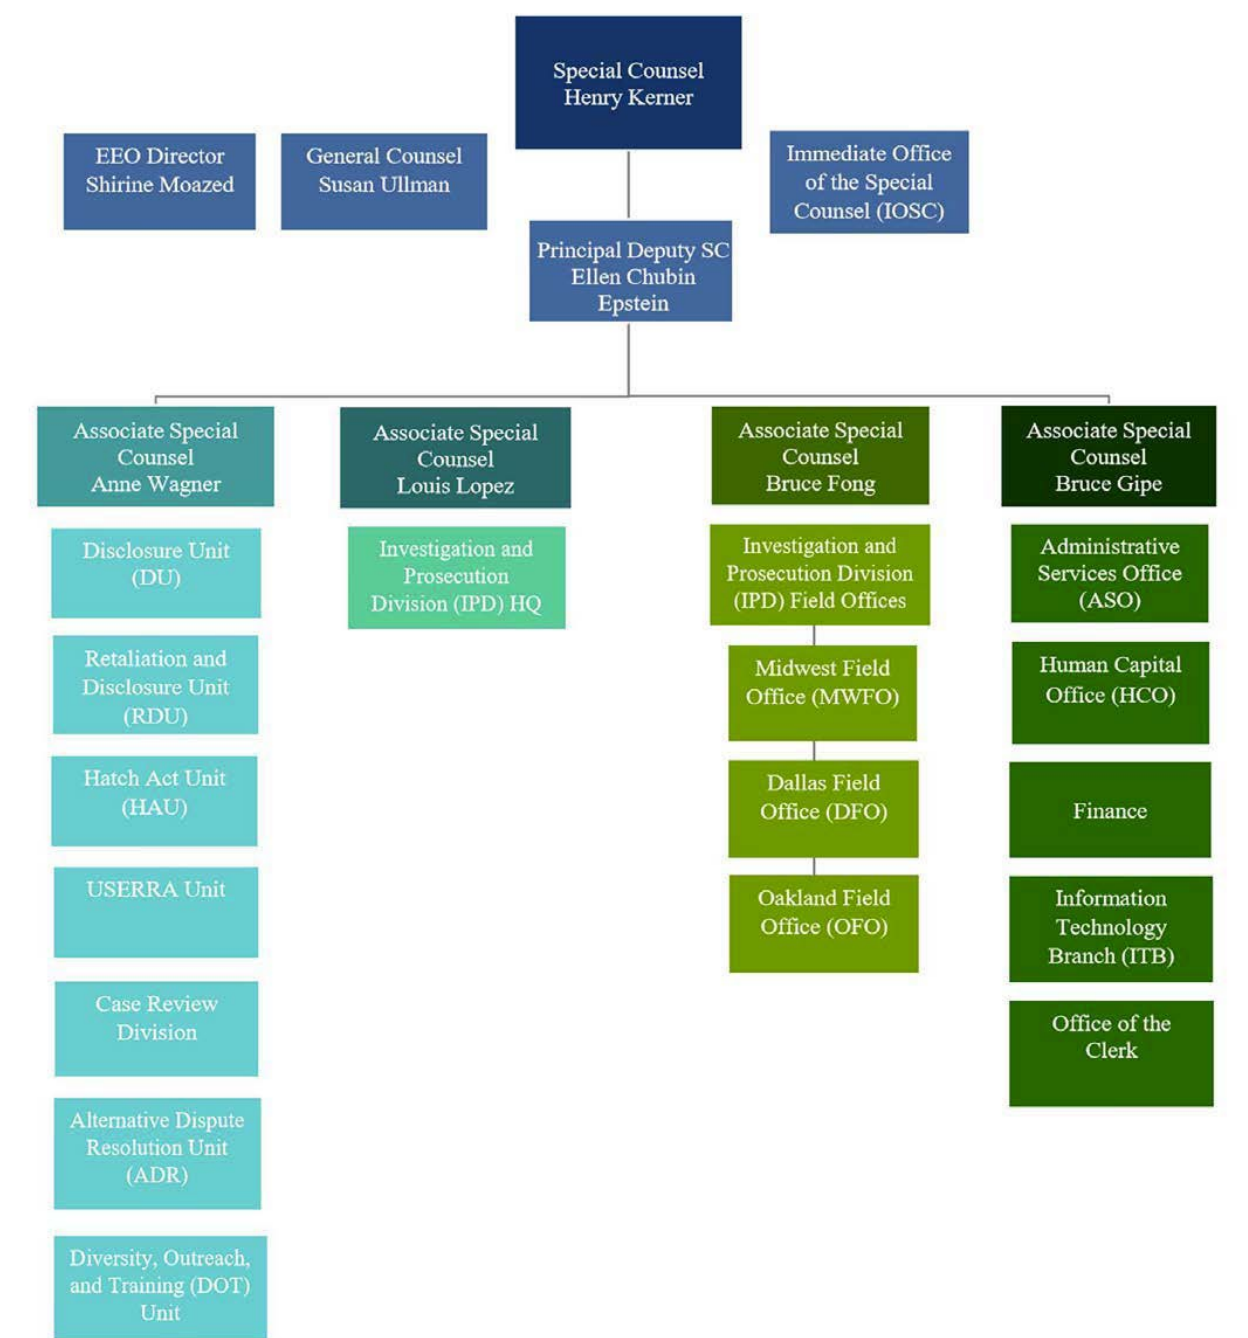 Special Counsel
Henry Kerner
EEO Director
Shirine Moazed
General Counsel
Susan Ullman
Immediate Office
of the Special
Counsel (IOSC)
Principal Deputy SC
Ellen Chubin
Epstein
Associate Special
Counsel
Anne Wagner
Disclosure Unit
(DU)
Retaliation and
Disclosure Unit
(RDU)
Hatch Act Unit
(HAU)
USERRA Unit
Case Review
Division
Alternative Dispute
Resolution Unit
(ADR)
Diversity, Outreach,
and Training (DOT)
Unit
Associate Special
Counsel
Louis Lopez
Investigation and
Prosecution
Division (IPD) HQ
Associate Special
Counsel
Bruce Fong
Investigation and
Prosecution Division
(IPD) Field Offices
Midwest Field
Office (MWFO)
Dallas Field
Office (DFO)
Oakland Field
Office (OFO)
Associate Special
Counsel
Bruce Gipe
Administrative
Services Office
(ASO)
Human Capital
Office (HCO)
Finance
Information
Technology
Branch (ITB)
Office of the
Clerk